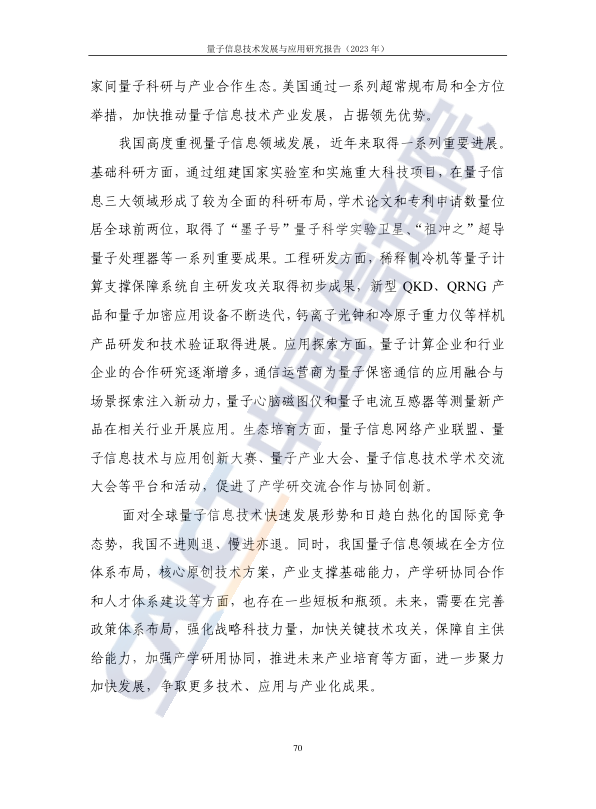 量子信息技术发展与应用研究报告（2023 年）
家间量子科研与产业合作生态。美国通过一系列超常规布局和全方位
举措，加快推动量子信息技术产业发展，占据领先优势。
我国高度重视量子信息领域发展，近年来取得一系列重要进展。
基础科研方面，通过组建国家实验室和实施重大科技项目，在量子信
息三大领域形成了较为全面的科研布局，学术论文和专利申请数量位
居全球前两位，取得了“墨子号”量子科学实验卫星、“祖冲之”超导
量子处理器等一系列重要成果。工程研发方面，稀释制冷机等量子计
算支撑保障系统自主研发攻关取得初步成果，新型 QKD、QRNG 产
品和量子加密应用设备不断迭代，钙离子光钟和冷原子重力仪等样机
产品研发和技术验证取得进展。应用探索方面，量子计算企业和行业
企业的合作研究逐渐增多，通信运营商为量子保密通信的应用融合与
场景探索注入新动力，量子心脑磁图仪和量子电流互感器等测量新产
品在相关行业开展应用。生态培育方面，量子信息网络产业联盟、量
子信息技术与应用创新大赛、量子产业大会、量子信息技术学术交流
大会等平台和活动，促进了产学研交流合作与协同创新。
面对全球量子信息技术快速发展形势和日趋白热化的国际竞争
态势，我国不进则退、慢进亦退。同时，我国量子信息领域在全方位
体系布局，核心原创技术方案，产业支撑基础能力，产学研协同合作
和人才体系建设等方面，也存在一些短板和瓶颈。未来，需要在完善
政策体系布局，强化战略科技力量，加快关键技术攻关，保障自主供
给能力，加强产学研用协同，推进未来产业培育等方面，进一步聚力
加快发展，争取更多技术、应用与产业化成果。
CAICT 中国信通院
70